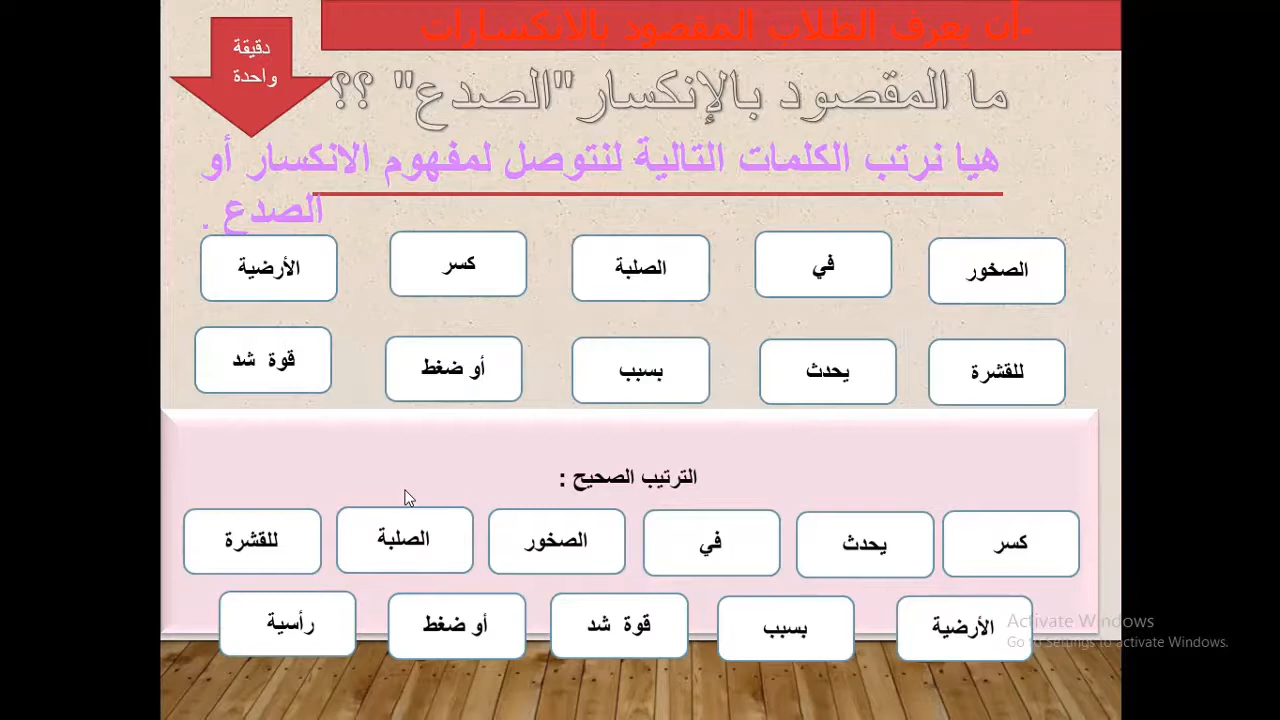 -أن يعرف الطلاب المقصود بالانكسارات
دقيقة
واحدة
ما المقصود بالإنكسار "الصدع" ؟؟
هيا نرتب الكلمات التالية لنتوصل لمفهوم الانكسار أو
الصدع .
الصخور في الصلبة كسر الأرضية
للقشرة يحدث بسبب أو ضغط قوة شد
الترتيب الصحيح :
كسر يحدث في الصخور الصلبة للقشرة
الأرضية بسبب قوة شد أو ضغط رأسية
Activate Windows
Go to Settings to activate Windows.